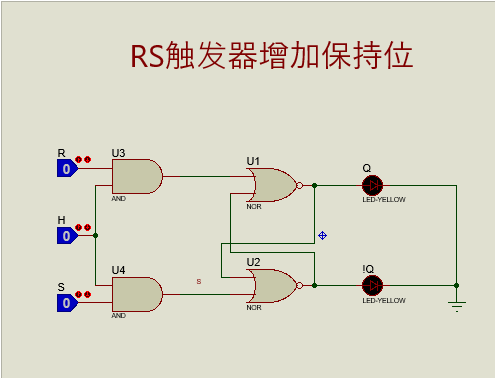 RS触发器增加保持位
R
0
U3
AND
H
0
S
0
U4
AND
S
U1
NOR
U2
NOR
Q
LED-YELLOW
!Q
LED-YELLOW